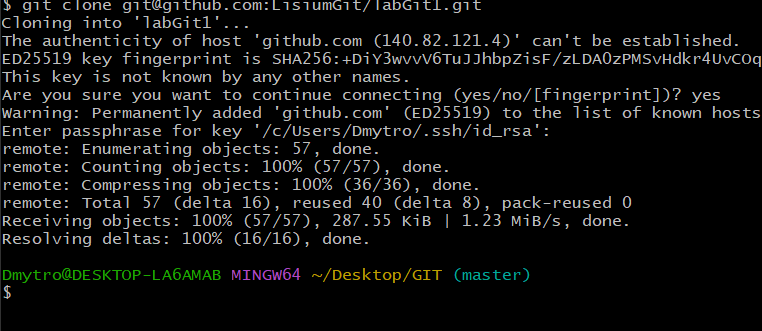 $ git clone git@github.com:LisiumGit/labGit1.git
Cloning into 'labGit1'...
The authenticity of host 'github.com (140.82.121.4)' can't be established.
ED25519 key fingerprint is SHA256:+DiY3wvvV6TuJJhbpZisF/zLDA0zPMSvHdkr4UvCOq
This key is not known by any other names.
Are you sure you want to continue connecting (yes/no/[fingerprint])? yes
Warning: Permanently added 'github.com' (ED25519) to the list of known hosts
Enter passphrase for key '/c/Users/Dmytro/.ssh/id_rsa':
remote: Enumerating objects: 57, done.
remote: Counting objects: 100% (57/57), done.
remote: Compressing objects: 100% (36/36), done.
remote: Total 57 (delta 16), reused 40 (delta 8), pack-reused 0
Receiving objects: 100% (57/57), 287.55 KiB | 1.23 MiB/s, done.
Resolving deltas: 100% (16/16), done.
Dmytro@DESKTOP-LA6AMAB MINGW64 ~/Desktop/GIT (master)
$